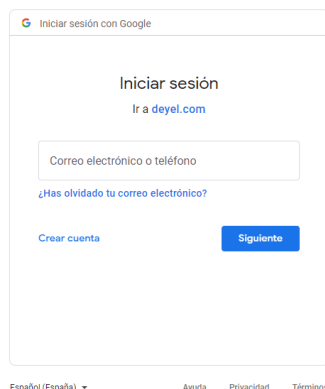 Iniciar sesión con Google
Iniciar sesión
Ir a deyel.com
Correo electrónico o teléfono
¿Has olvidado tu correo electrónico?
Crear cuenta Siguiente
Español (España) Ayuda Privacidad Términos